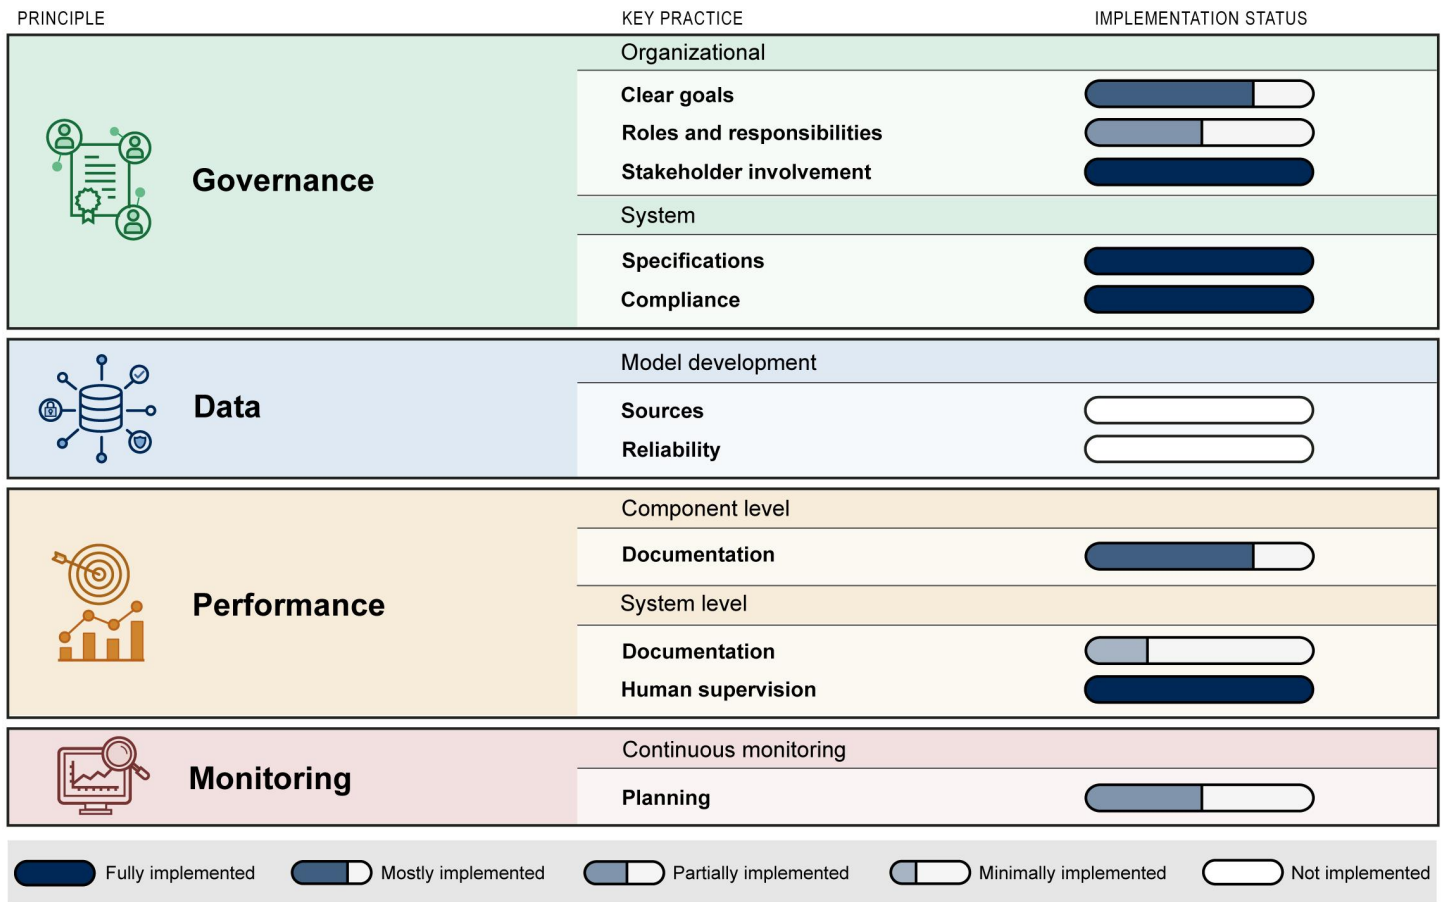 PRINCIPLE KEY PRACTICE IMPLEMENTATION STATUS
Governance
Organizational
Clear goals
Roles and responsibilities
Stakeholder involvement
System
Specifications
Compliance
Data
Model development
Sources
Reliability
Performance
Component level
Documentation
System level
Documentation
Human supervision
Monitoring
Continuous monitoring
Planning
Fully implemented Mostly implemented Partially implemented Minimally implemented Not implemented